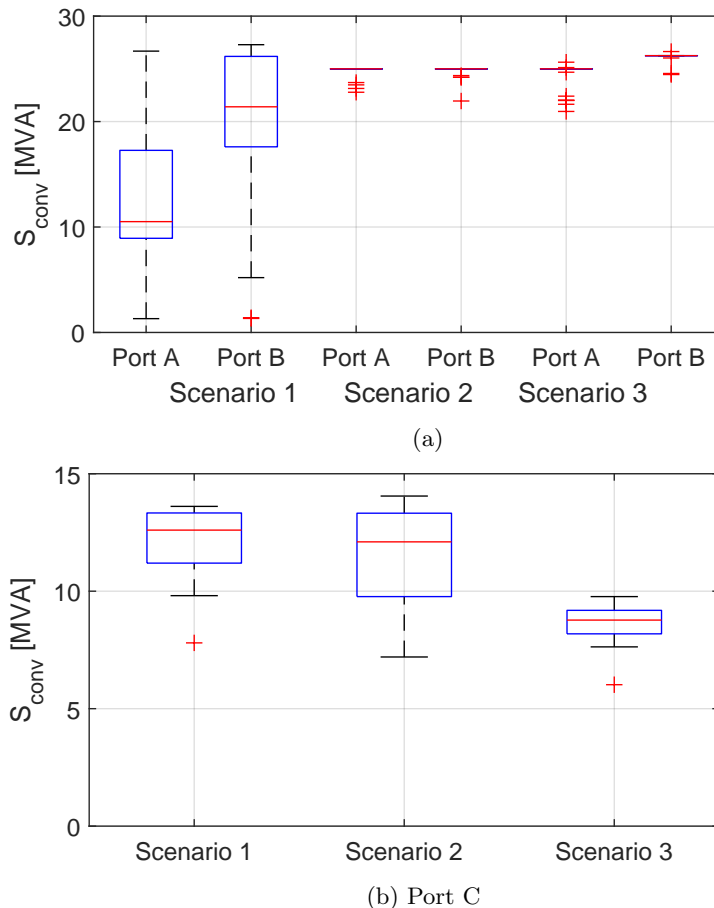 30
20
10
0
S_conv [MVA]
Port A Port B Port A Port B Port A Port B
Scenario 1 Scenario 2 Scenario 3
(a)
15
10
5
0
S_conv [MVA]
Scenario 1 Scenario 2 Scenario 3
(b) Port C